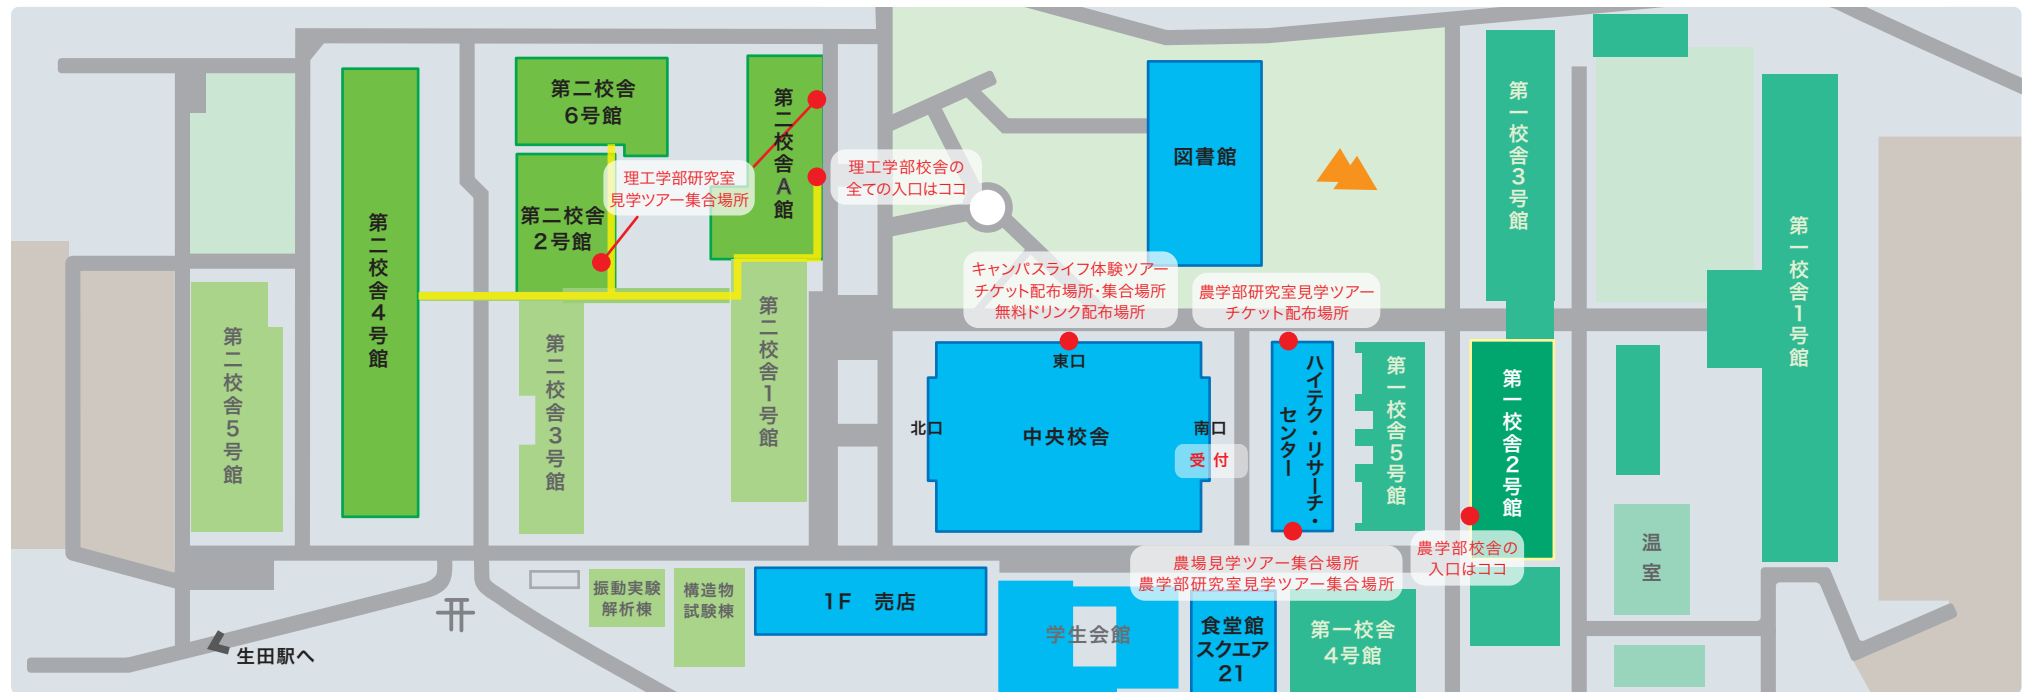 第二校舎
6号館
第二校舎A館
第二校舎
2号館
第二校舎4号館
第二校舎5号館
第二校舎3号館
第二校舎1号館
理工学部研究室
見学ツアー集合場所
理工学部校舎の
全ての入口はココ
図書館
キャンパスライフ体験ツアー
チケット配布場所・集合場所
無料ドリンク配布場所
農学部研究室見学ツアー
チケット配布場所
東口
北口
中央校舎
南口
受付
ハイテク・リサーチ・
センター
第一校舎5号館
第一校舎3号館
第一校舎2号館
第一校舎1号館
農学部校舎の
入口はココ
農場見学ツアー集合場所
農学部研究室見学ツアー集合場所
温室
振動実験
解析棟
構造物
試験棟
1F 売店
学生会館
食堂館
スクエア
21
第一校舎
4号館
生田駅へ